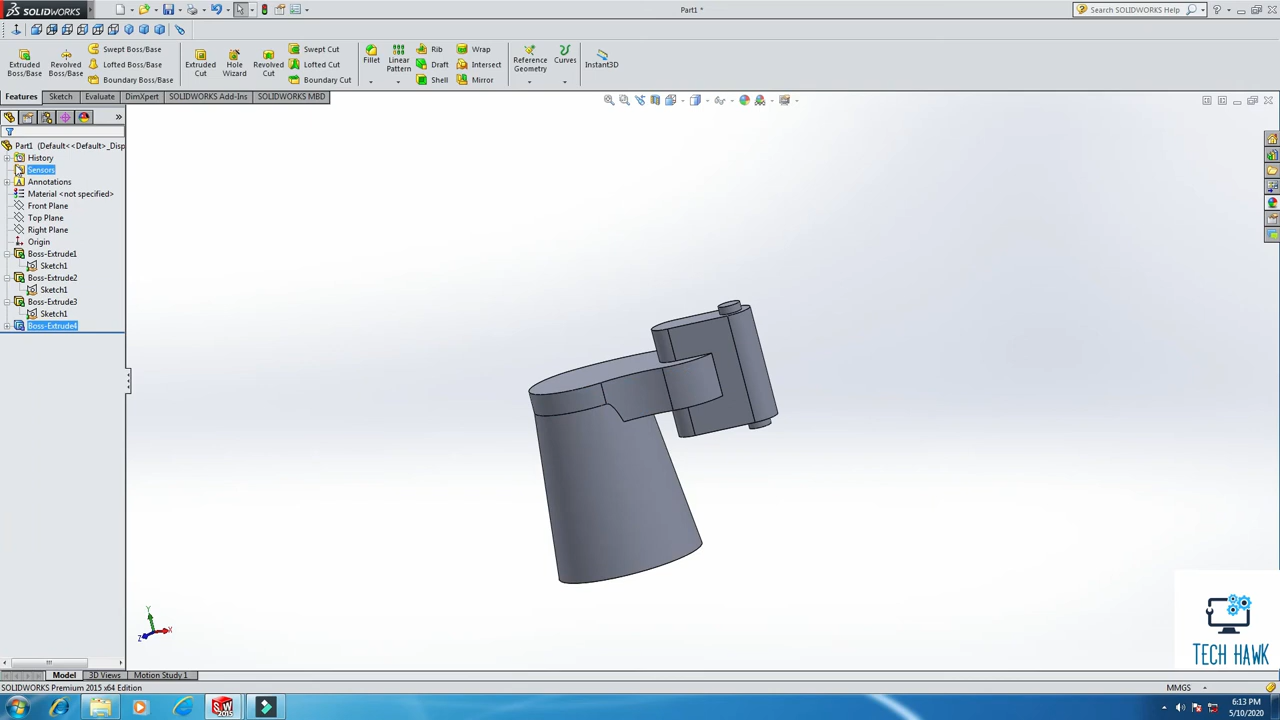 SOLIDWORKS
Part1 *
Search SOLIDWORKS Help
Extruded Boss/Base
Revolved Boss/Base
Swept Boss/Base
Lofted Boss/Base
Boundary Boss/Base
Extruded Cut
Hole Wizard
Revolved Cut
Swept Cut
Lofted Cut
Boundary Cut
Fillet
Linear Pattern
Rib
Draft
Shell
Wrap
Intersect
Mirror
Reference Geometry
Curves
Instant3D
Features
Sketch
Evaluate
DimXpert
SOLIDWORKS Add-Ins
SOLIDWORKS MBD
Part1 (Default<<Default>_Disp
History
Sensors
Annotations
Material <not specified>
Front Plane
Top Plane
Right Plane
Origin
Boss-Extrude1
Sketch1
Boss-Extrude2
Sketch1
Boss-Extrude3
Sketch1
Boss-Extrude4
Y
X
Z
TECH HAWK
Model
3D Views
Motion Study 1
SOLIDWORKS Premium 2015 x64 Edition
MMGS
6:13 PM
5/10/2020